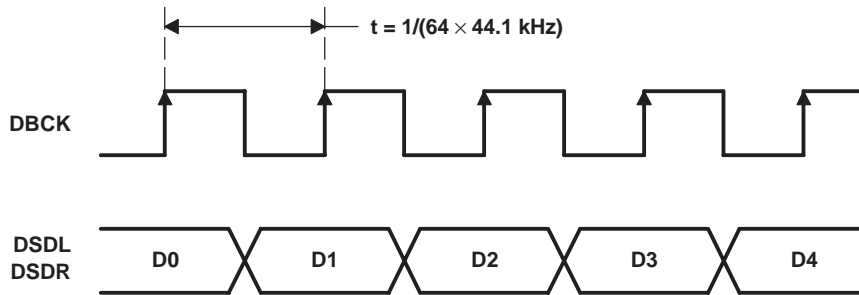 t = 1/(64 × 44.1 kHz)
DBCK
DSDL
DSDR
D0 D1 D2 D3 D4